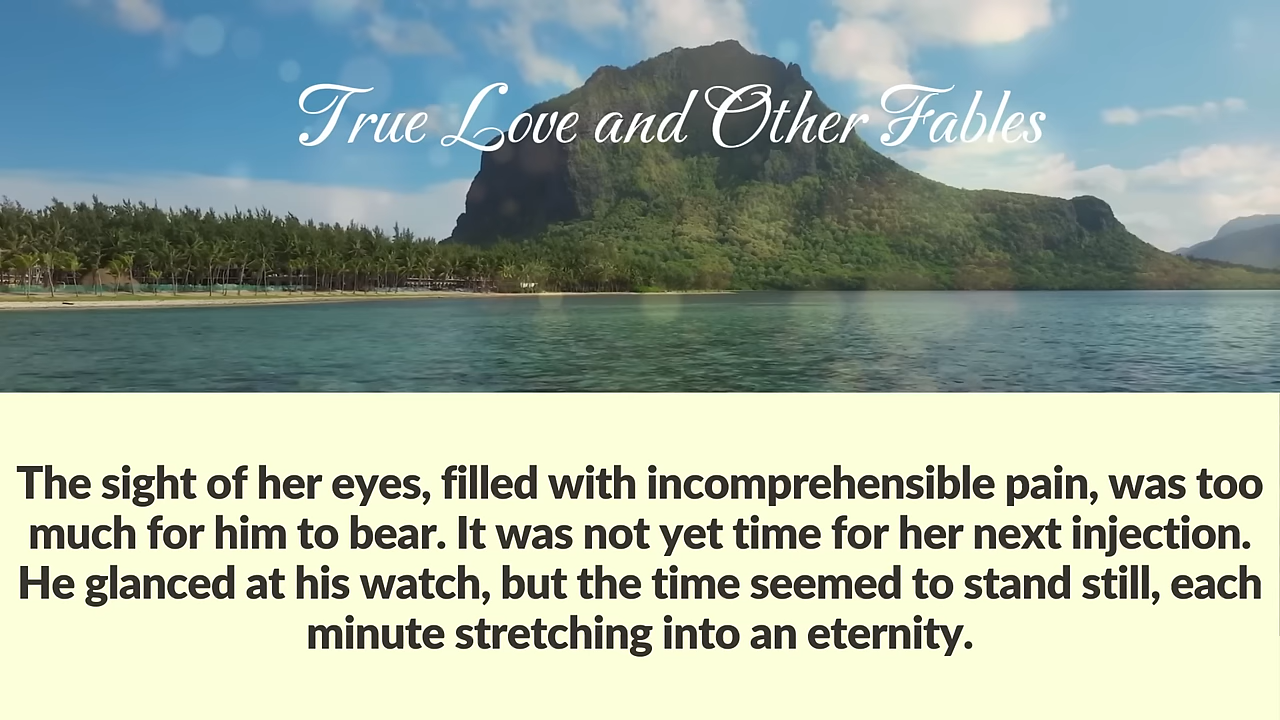 True Love and Other Fables
The sight of her eyes, filled with incomprehensible pain, was too
much for him to bear. It was not yet time for her next injection.
He glanced at his watch, but the time seemed to stand still, each
minute stretching into an eternity.